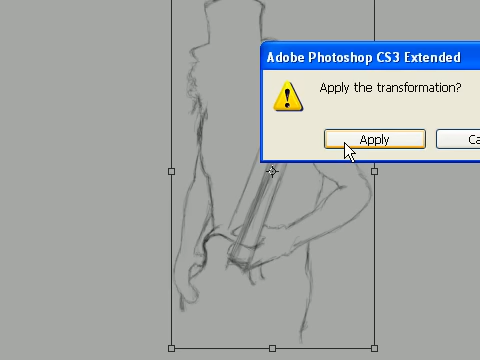 Adobe Photoshop CS3 Extended
Apply the transformation?
Apply